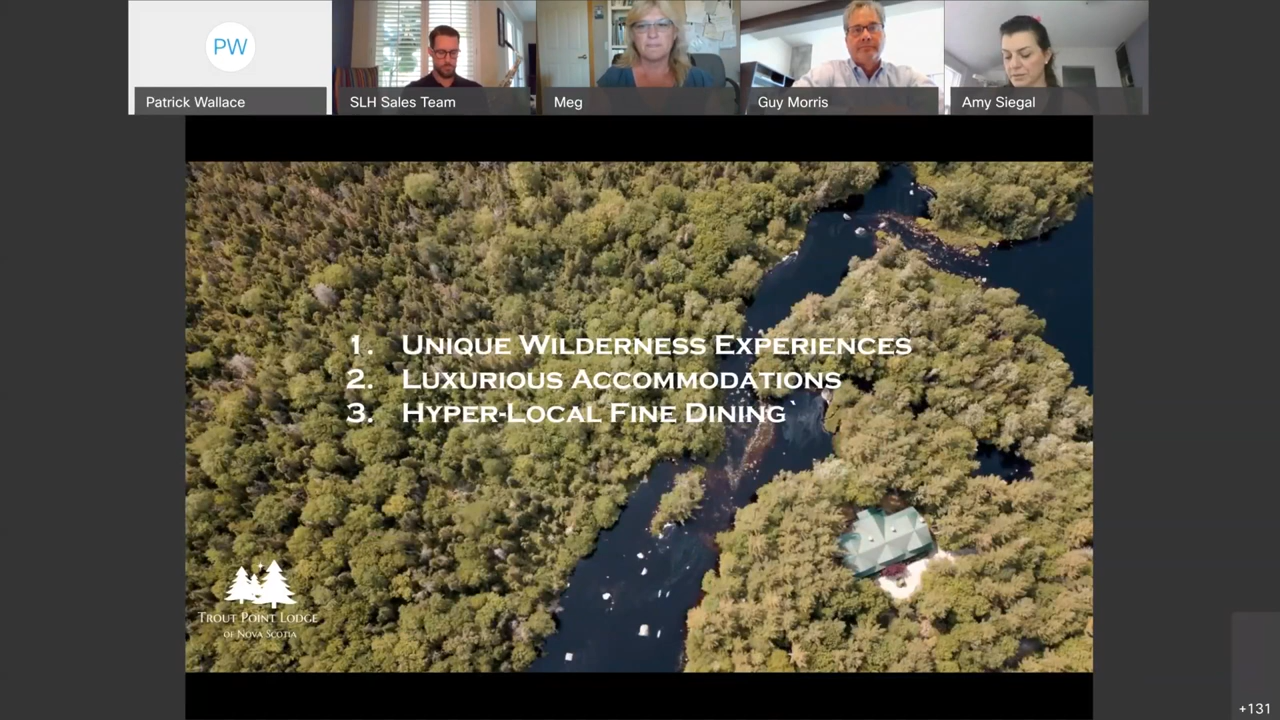 PW
Patrick Wallace
SLH Sales Team
Meg
Guy Morris
Amy Siegal
1. Unique Wilderness Experiences
2. Luxurious Accommodations
3. Hyper-Local Fine Dining`
Trout Point Lodge
of Nova Scotia
+131